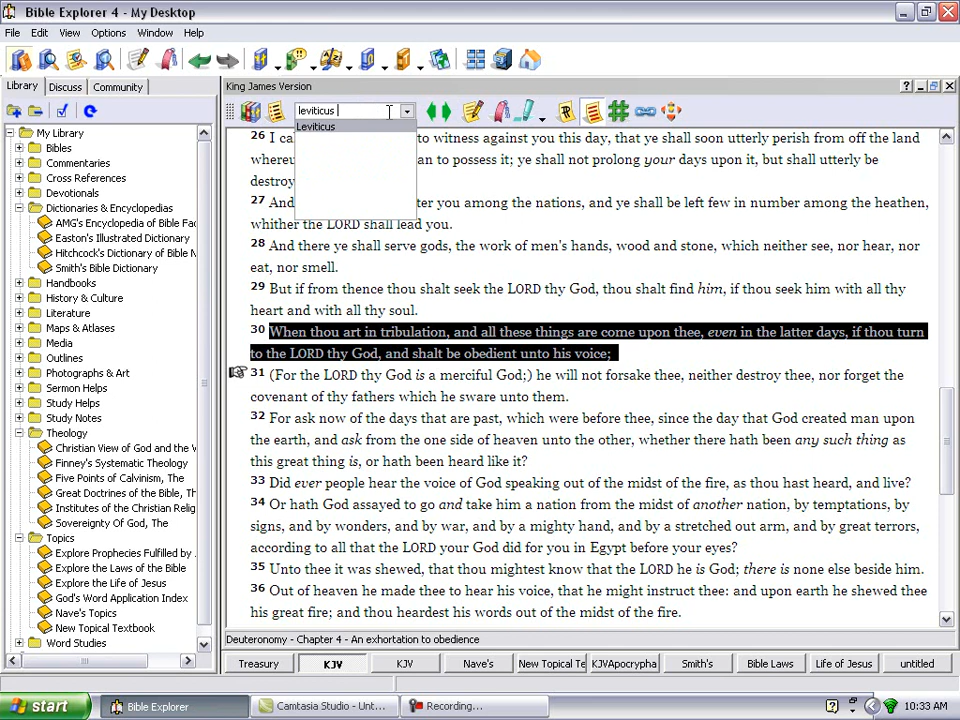 Bible Explorer 4 - My Desktop
File Edit View Options Window Help
Library Discuss Community
My Library
Bibles
Commentaries
Cross References
Devotionals
Dictionaries & Encyclopedias
AMG's Encyclopedia of Bible Fac
Easton's Illustrated Dictionary
Hitchcock's Dictionary of Bible N
Smith's Bible Dictionary
Handbooks
History & Culture
Literature
Maps & Atlases
Media
Outlines
Photographs & Art
Sermon Helps
Study Helps
Study Notes
Theology
Christian View of God and the W
Finney's Systematic Theology
Five Points of Calvinism, The
Great Doctrines of the Bible, Th
Institutes of the Christian Relig
Sovereignty Of God, The
Topics
Explore Prophecies Fulfilled by
Explore the Laws of the Bible
Explore the Life of Jesus
God's Word Application Index
Nave's Topics
New Topical Textbook
Word Studies
King James Version
leviticus
Leviticus
26 I ca to witness against you this day, that ye shall soon utterly perish from off the land
whereu an to possess it; ye shall not prolong your days upon it, but shall utterly be
destroy
27 And ter you among the nations, and ye shall be left few in number among the heathen,
whither the LORD shall lead you.
28 And there ye shall serve gods, the work of men's hands, wood and stone, which neither see, nor hear, nor
eat, nor smell.
29 But if from thence thou shalt seek the LORD thy God, thou shalt find him, if thou seek him with all thy
heart and with all thy soul.
30 When thou art in tribulation, and all these things are come upon thee, even in the latter days, if thou turn
to the LORD thy God, and shalt be obedient unto his voice;
31 (For the LORD thy God is a merciful God;) he will not forsake thee, neither destroy thee, nor forget the
covenant of thy fathers which he sware unto them.
32 For ask now of the days that are past, which were before thee, since the day that God created man upon
the earth, and ask from the one side of heaven unto the other, whether there hath been any such thing as
this great thing is, or hath been heard like it?
33 Did ever people hear the voice of God speaking out of the midst of the fire, as thou hast heard, and live?
34 Or hath God assayed to go and take him a nation from the midst of another nation, by temptations, by
signs, and by wonders, and by war, and by a mighty hand, and by a stretched out arm, and by great terrors,
according to all that the LORD your God did for you in Egypt before your eyes?
35 Unto thee it was shewed, that thou mightest know that the LORD he is God; there is none else beside him.
36 Out of heaven he made thee to hear his voice, that he might instruct thee: and upon earth he shewed thee
his great fire; and thou heardest his words out of the midst of the fire.
Deuteronomy - Chapter 4 - An exhortation to obedience
Treasury KJV KJV Nave's New Topical Te KJVApocrypha Smith's Bible Laws Life of Jesus untitled
start Bible Explorer Camtasia Studio - Unt... Recording... 10:33 AM